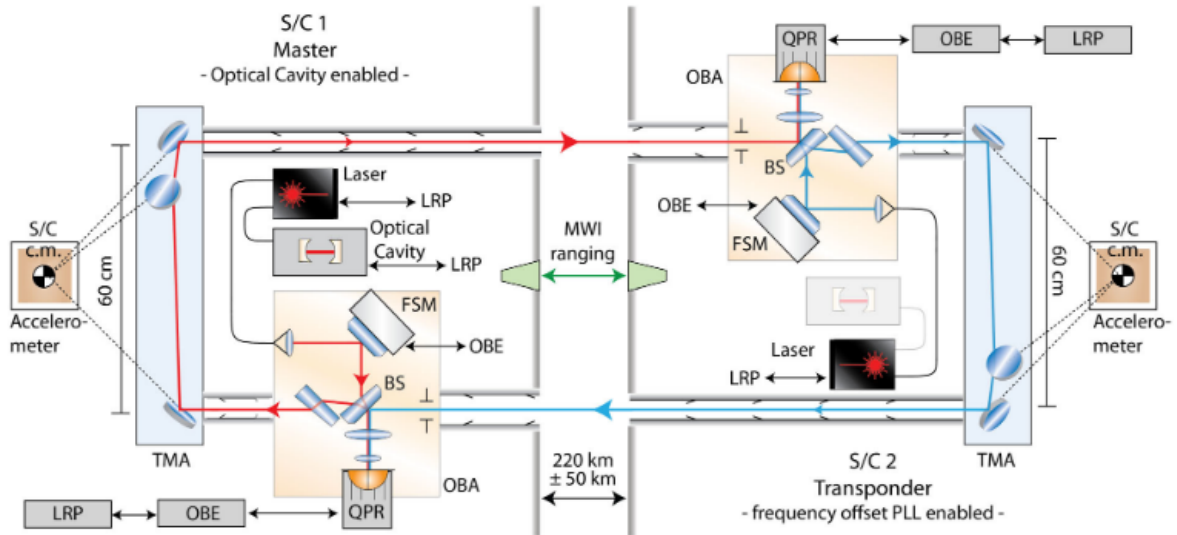 S/C 1
Master
- Optical Cavity enabled -
QPR
OBE
LRP
OBA
BS
OBE
FSM
Laser
LRP
Optical
Cavity
LRP
S/C
c.m.
60 cm
Accelero-
meter
MWI
ranging
S/C
c.m.
60 cm
Accelero-
meter
FSM
OBE
BS
Laser
LRP
TMA
OBA
QPR
LRP
OBE
220 km
± 50 km
S/C 2
Transponder
- frequency offset PLL enabled -
TMA